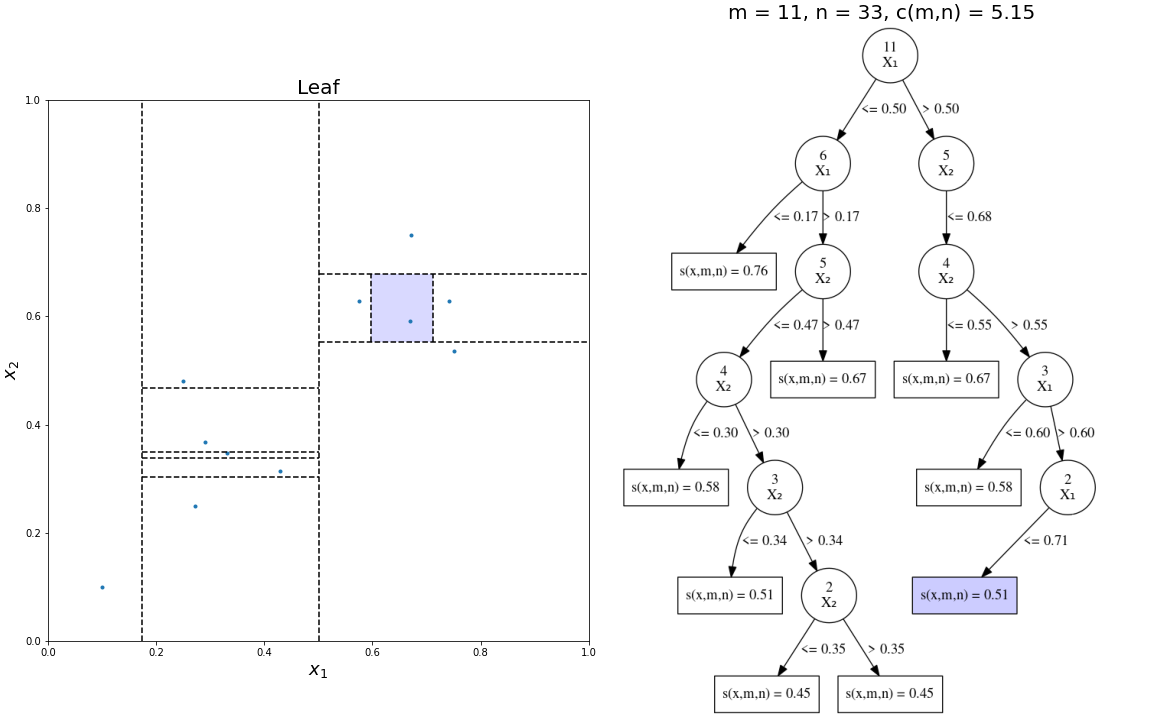 m = 11, n = 33, c(m,n) = 5.15
Leaf
1.0
0.8
0.6
0.4
0.2
0.0
x₂
0.0 0.2 0.4 0.6 0.8 1.0
x₁
11
X₁
<= 0.50 > 0.50
6
X₁
5
X₂
<= 0.17 > 0.17 <= 0.68
s(x,m,n) = 0.76
5
X₂
4
X₂
<= 0.47 > 0.47 <= 0.55 > 0.55
4
X₂
s(x,m,n) = 0.67
s(x,m,n) = 0.67
3
X₁
<= 0.30 > 0.30 <= 0.60 > 0.60
s(x,m,n) = 0.58
3
X₂
s(x,m,n) = 0.58
2
X₁
<= 0.34 > 0.34 <= 0.71
s(x,m,n) = 0.51
2
X₂
s(x,m,n) = 0.51
<= 0.35 > 0.35
s(x,m,n) = 0.45
s(x,m,n) = 0.45